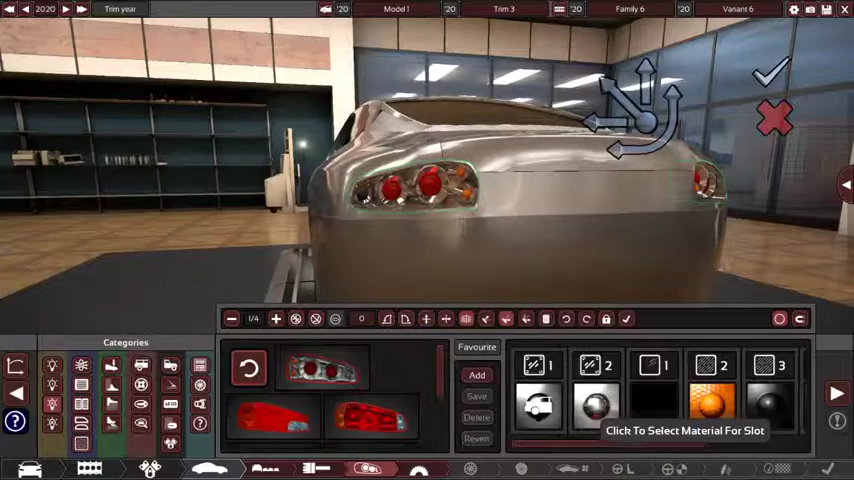 2020 Trim year '20 Model 1 '20 Trim 3 '20 Family 6 '20 Variant 6
1/4 0
Categories
Favourite
Add
Save
Delete
Revert
1 2 1 2 3
Click To Select Material For Slot